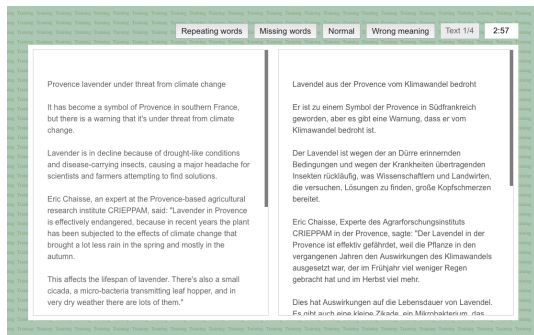 Repeating words
Missing words
Normal
Wrong meaning
Text 1/4
2:57
Provence lavender under threat from climate change
It has become a symbol of Provence in southern France,
but there is a warning that it's under threat from climate
change.
Lavender is in decline because of drought-like conditions
and disease-carrying insects, causing a major headache for
scientists and farmers attempting to find solutions.
Eric Chaisse, an expert at the Provence-based agricultural
research institute CRIEPPAM, said: "Lavender in Provence
is effectively endangered, because in recent years the plant
has been subjected to the effects of climate change that
brought a lot less rain in the spring and mostly in the
autumn.
This affects the lifespan of lavender. There's also a small
cicada, a micro-bacteria transmitting leaf hopper, and in
very dry weather there are lots of them."
Lavendel aus der Provence vom Klimawandel bedroht
Er ist zu einem Symbol der Provence in Südfrankreich
geworden, aber es gibt eine Warnung, dass er vom
Klimawandel bedroht ist.
Der Lavendel ist wegen der an Dürre erinnernden
Bedingungen und wegen der Krankheiten übertragenden
Insekten rückläufig, was Wissenschaftlern und Landwirten,
die versuchen, Lösungen zu finden, große Kopfschmerzen
bereitet.
Eric Chaisse, Experte des Agrarforschungsinstituts
CRIEPPAM in der Provence, sagte: "Der Lavendel in der
Provence ist effektiv gefährdet, weil die Pflanze in den
vergangenen Jahren den Auswirkungen des Klimawandels
ausgesetzt war, der im Frühjahr viel weniger Regen
gebracht hat und im Herbst viel mehr.
Dies hat Auswirkungen auf die Lebensdauer von Lavendel.
Es gibt auch eine kleine Zikade, ein Mikrobakterium, das